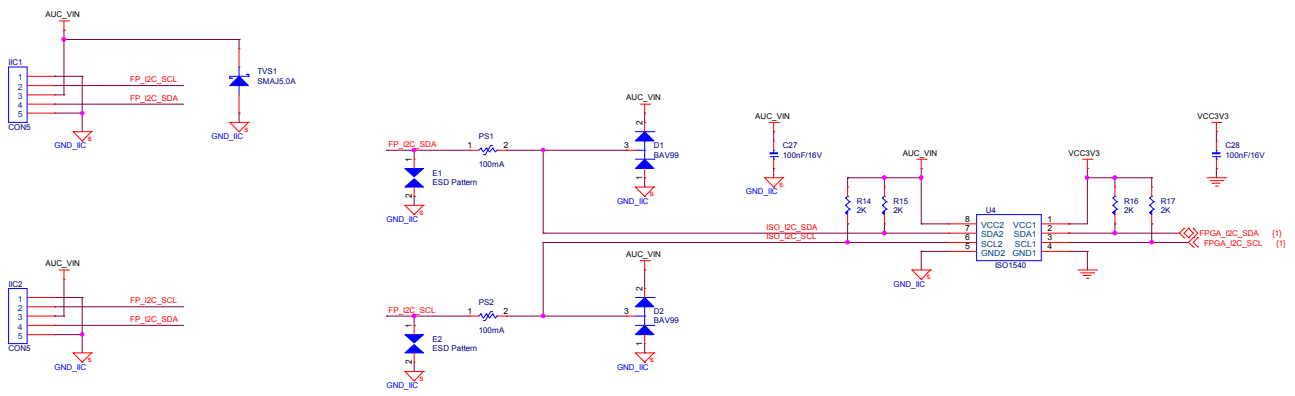 AUC_VIN
IIC1
1
2
3
4
5
CON5
FP_I2C_SCL
FP_I2C_SDA
GND_IIC
S
TVS1
SMAJ5.0A
GND_IIC
S
AUC_VIN
IIC2
1
2
3
4
5
CON5
FP_I2C_SCL
FP_I2C_SDA
GND_IIC
S
FP_I2C_SDA
1
PS1
2
100mA
1
E1
ESD Pattern
2
GND_IIC
S
AUC_VIN
2
3
D1
BAV99
1
GND_IIC
S
FP_I2C_SCL
1
PS2
2
100mA
1
E2
ESD Pattern
2
GND_IIC
S
AUC_VIN
2
3
D2
BAV99
1
GND_IIC
S
AUC_VIN
C27
100nF/16V
GND_IIC
S
ISO_I2C_SDA
ISO_I2C_SCL
AUC_VIN
R14
2K
R15
2K
U4
8 VCC2 VCC1 1
7 SDA2 SDA1 2
6 SCL2 SCL1 3
5 GND2 GND1 4
ISO1540
GND_IIC
S
VCC3V3
R16
2K
R17
2K
FPGA_I2C_SDA {1}
FPGA_I2C_SCL {1}
VCC3V3
C28
100nF/16V